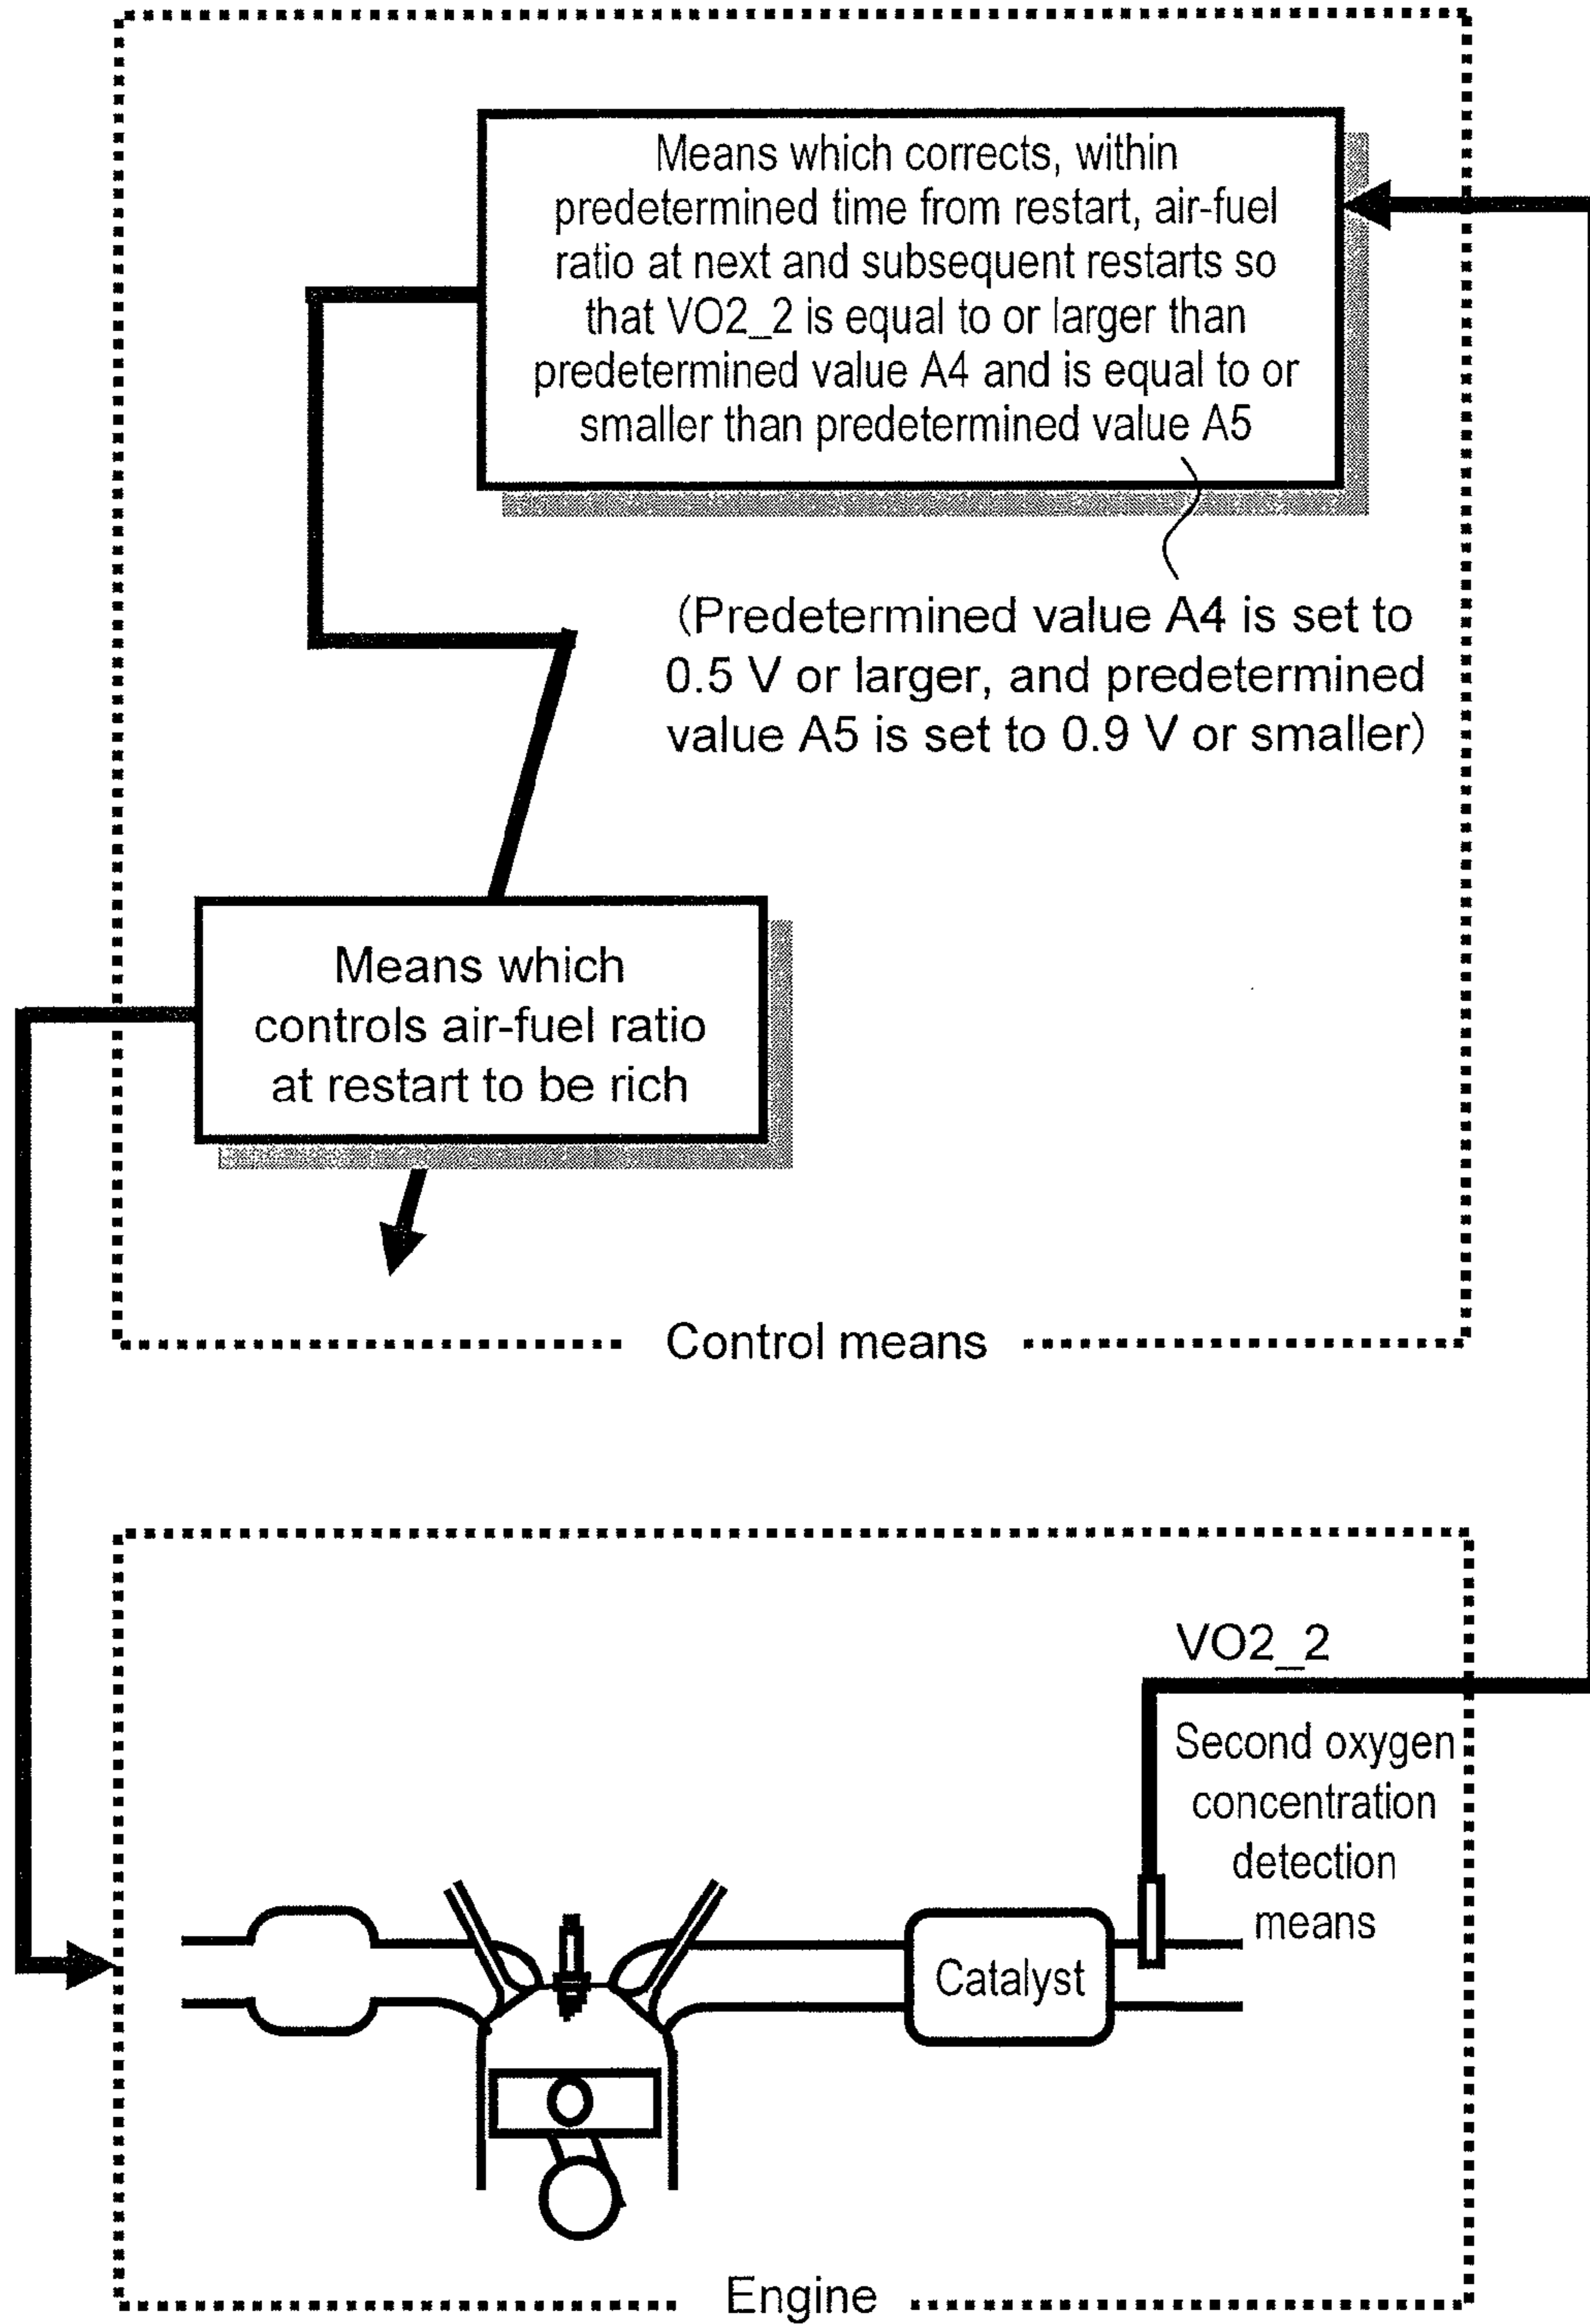 Means which corrects, within
predetermined time from restart, air-fuel
ratio at next and subsequent restarts so
that VO2_2 is equal to or larger than
predetermined value A4 and is equal to or
smaller than predetermined value A5
(Predetermined value A4 is set to
0.5 V or larger, and predetermined
value A5 is set to 0.9 V or smaller)
Means which
controls air-fuel ratio
at restart to be rich
Control means
VO2_2
Second oxygen
concentration
detection
means
Catalyst
Engine